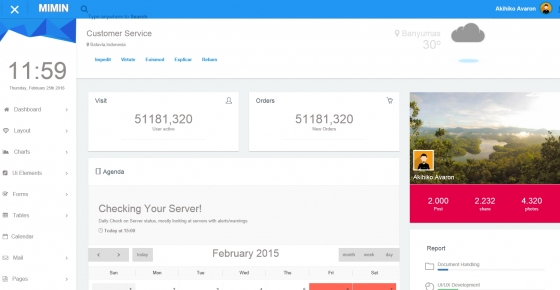 MIMIN
Akihiko Avaron
Type anywhere to Search
Customer Service
Batavia,Indonesia
Banyumas
30°
Impedit
Virtute
Euismod
Explicar
Rebum
11:59
Thursday, February 25th 2016
Dashboard
Layout
Charts
Ui Elements
Forms
Tables
Calendar
Mail
Pages
Visit
51181,320
User active
Orders
51181,320
New Orders
Agenda
Checking Your Server!
Daily Check on Server status, mostly looking at servers with alerts/warnings
Today at 15:09
today
February 2015
month week day
Sun Mon Tue Wed Thu Fri Sat
Akihiko Avaron
2.000 2.232 4.320
Post share photos
Report
Document Handling
UI/UX Development